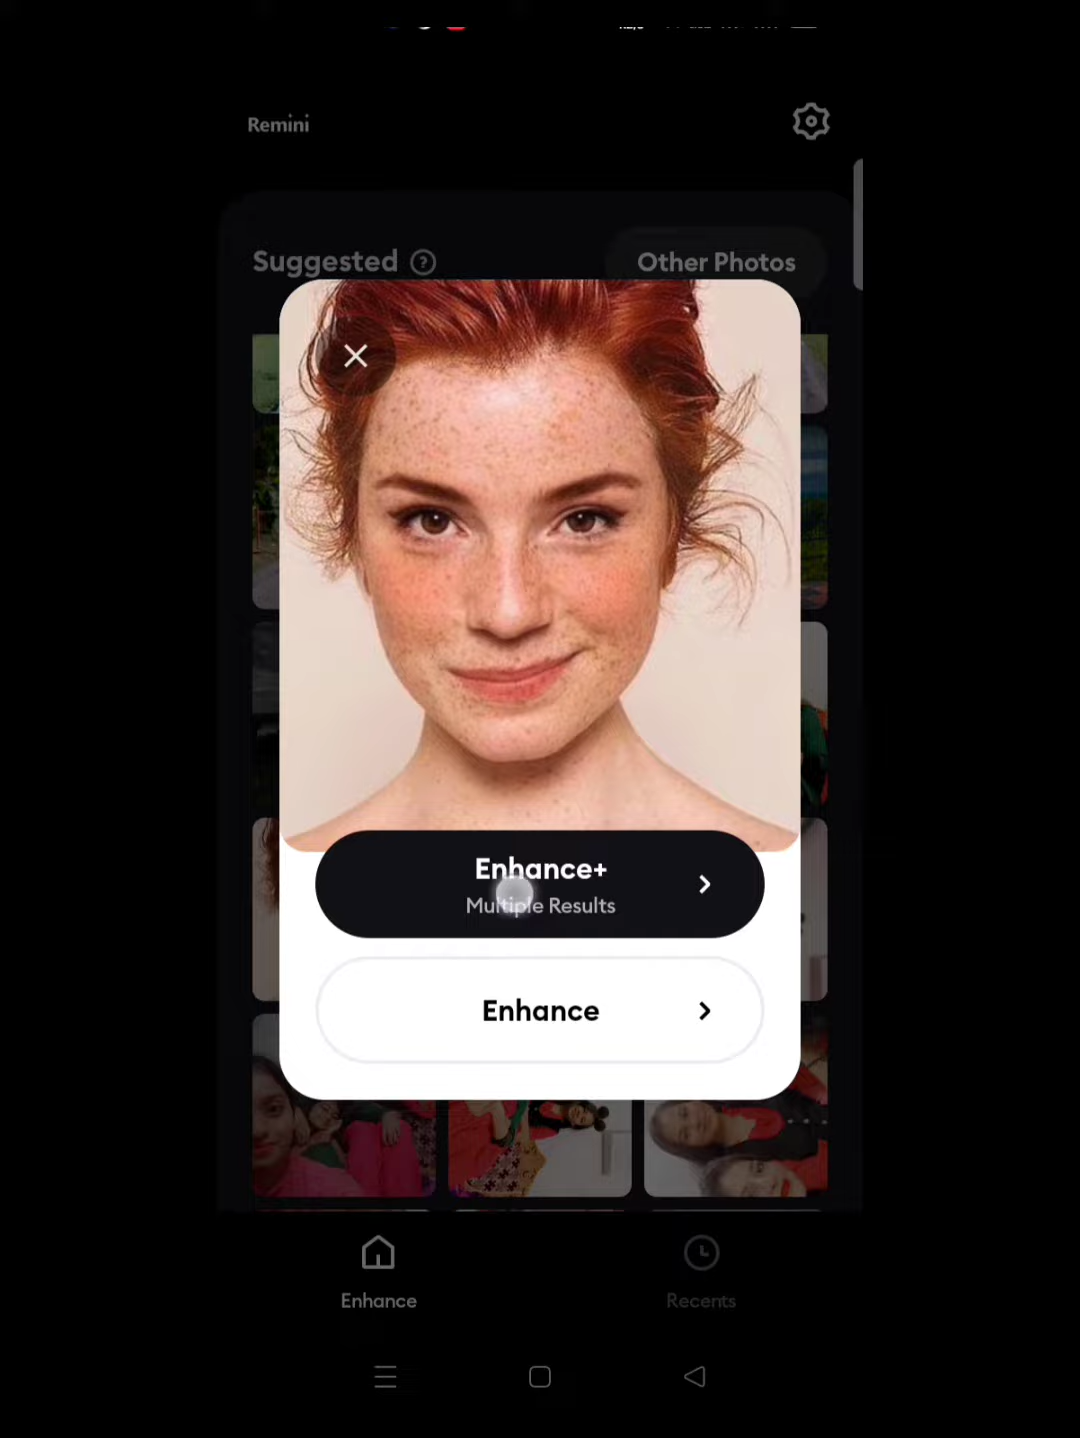 Remini
Suggested ?
Other Photos
Enhance+
Multiple Results
Enhance
Enhance
Recents